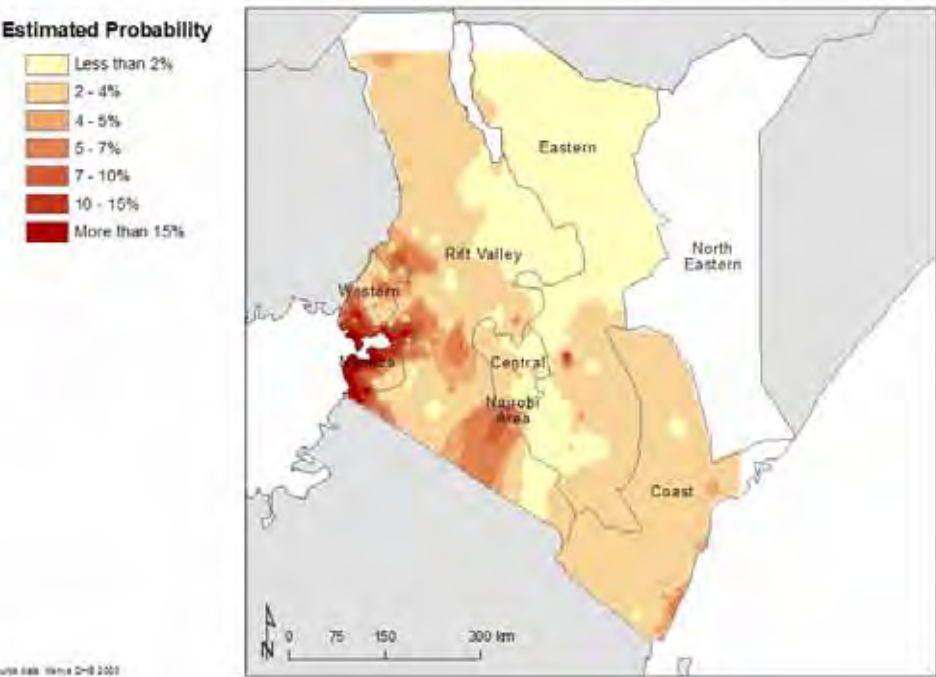 Estimated Probability
Less than 2%
2 - 4%
4 - 5%
5 - 7%
7 - 10%
10 - 15%
More than 15%
Eastern
North
Eastern
Rift Valley
Western
Central
Nairobi
Area
Coast
N
0 75 150 300 km